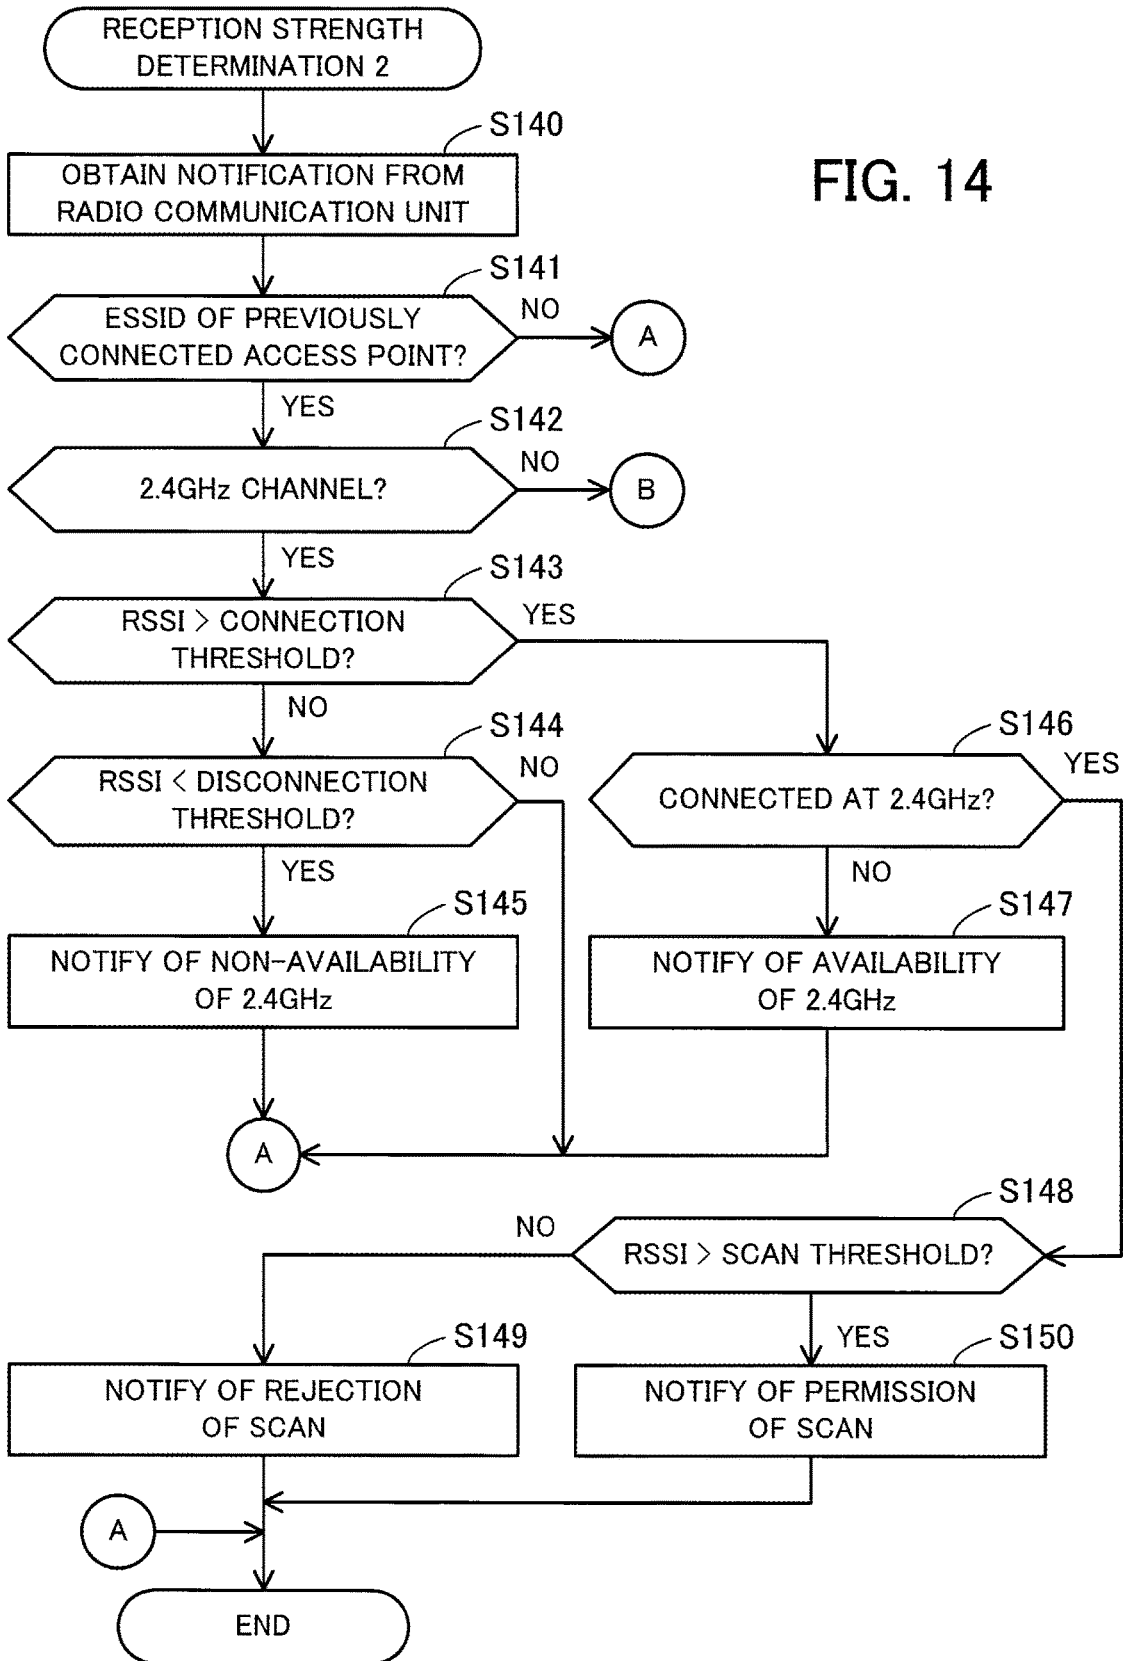 RECEPTION STRENGTH
DETERMINATION 2
S140
OBTAIN NOTIFICATION FROM
RADIO COMMUNICATION UNIT
FIG. 14
S141
ESSID OF PREVIOUSLY
CONNECTED ACCESS POINT?
NO
A
YES
S142
2.4GHz CHANNEL?
NO
B
YES
S143
RSSI > CONNECTION
THRESHOLD?
YES
NO
S144
RSSI < DISCONNECTION
THRESHOLD?
NO
S146
CONNECTED AT 2.4GHz?
YES
YES
NO
S145
NOTIFY OF NON-AVAILABILITY
OF 2.4GHz
S147
NOTIFY OF AVAILABILITY
OF 2.4GHz
A
S148
RSSI > SCAN THRESHOLD?
NO
YES
S149
NOTIFY OF REJECTION
OF SCAN
S150
NOTIFY OF PERMISSION
OF SCAN
A
END